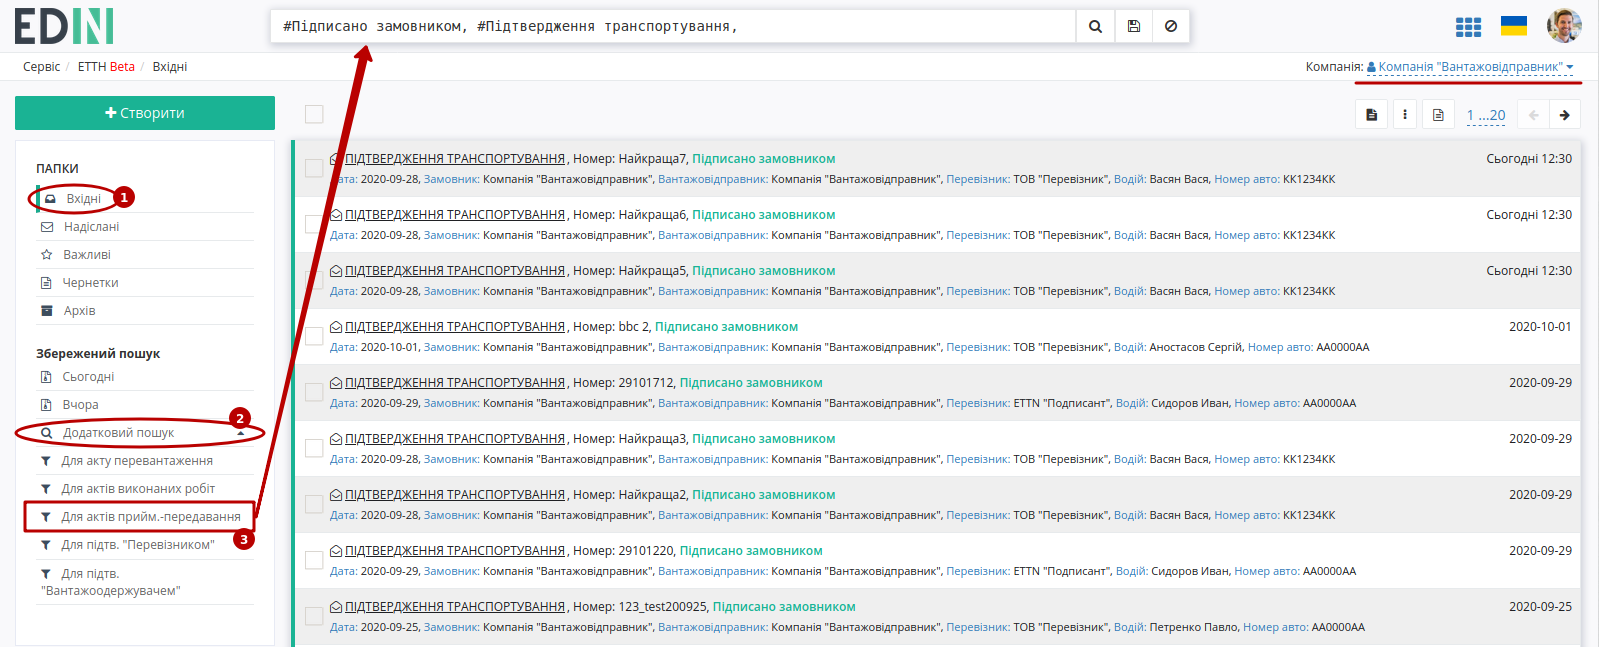 EDIN
#Підписано замовником, #Підтвердження транспортування,
Сервіс / ЕТТН Beta / Вхідні
Компанія: Компанія "Вантажовідправник"
+ Створити
1 ...20
ПАПКИ
Вхідні
1
Надіслані
Важливі
Чернетки
Архів
Збережений пошук
Сьогодні
Вчора
2
Додатковий пошук
Для акту перевантаження
Для актів виконаних робіт
Для актів прийм.-передавання
3
Для підтв. "Перевізником"
Для підтв.
"Вантажоодержувачем"
ПІДТВЕРДЖЕННЯ ТРАНСПОРТУВАННЯ, Номер: Найкраща7, Підписано замовником Сьогодні 12:30
Дата: 2020-09-28, Замовник: Компанія "Вантажовідправник", Вантажовідправник: Компанія "Вантажовідправник", Перевізник: ТОВ "Перевізник", Водій: Васян Вася, Номер авто: КК1234КК
ПІДТВЕРДЖЕННЯ ТРАНСПОРТУВАННЯ, Номер: Найкраща6, Підписано замовником Сьогодні 12:30
Дата: 2020-09-28, Замовник: Компанія "Вантажовідправник", Вантажовідправник: Компанія "Вантажовідправник", Перевізник: ТОВ "Перевізник", Водій: Васян Вася, Номер авто: КК1234КК
ПІДТВЕРДЖЕННЯ ТРАНСПОРТУВАННЯ, Номер: Найкраща5, Підписано замовником Сьогодні 12:30
Дата: 2020-09-28, Замовник: Компанія "Вантажовідправник", Вантажовідправник: Компанія "Вантажовідправник", Перевізник: ТОВ "Перевізник", Водій: Васян Вася, Номер авто: КК1234КК
ПІДТВЕРДЖЕННЯ ТРАНСПОРТУВАННЯ, Номер: bbc 2, Підписано замовником 2020-10-01
Дата: 2020-10-01, Замовник: Компанія "Вантажовідправник", Вантажовідправник: Компанія "Вантажовідправник", Перевізник: ТОВ "Перевізник", Водій: Аностасов Сергій, Номер авто: АА0000АА
ПІДТВЕРДЖЕННЯ ТРАНСПОРТУВАННЯ, Номер: 29101712, Підписано замовником 2020-09-29
Дата: 2020-09-29, Замовник: Компанія "Вантажовідправник", Вантажовідправник: Компанія "Вантажовідправник", Перевізник: ETTN "Подписант", Водій: Сидоров Иван, Номер авто: АА0000АА
ПІДТВЕРДЖЕННЯ ТРАНСПОРТУВАННЯ, Номер: Найкраща3, Підписано замовником 2020-09-29
Дата: 2020-09-28, Замовник: Компанія "Вантажовідправник", Вантажовідправник: Компанія "Вантажовідправник", Перевізник: ТОВ "Перевізник", Водій: Васян Вася, Номер авто: КК1234КК
ПІДТВЕРДЖЕННЯ ТРАНСПОРТУВАННЯ, Номер: Найкраща2, Підписано замовником 2020-09-29
Дата: 2020-09-28, Замовник: Компанія "Вантажовідправник", Вантажовідправник: Компанія "Вантажовідправник", Перевізник: ТОВ "Перевізник", Водій: Васян Вася, Номер авто: КК1234КК
ПІДТВЕРДЖЕННЯ ТРАНСПОРТУВАННЯ, Номер: 29101220, Підписано замовником 2020-09-29
Дата: 2020-09-29, Замовник: Компанія "Вантажовідправник", Вантажовідправник: Компанія "Вантажовідправник", Перевізник: ETTN "Подписант", Водій: Сидоров Иван, Номер авто: АА0000АА
ПІДТВЕРДЖЕННЯ ТРАНСПОРТУВАННЯ, Номер: 123_test200925, Підписано замовником 2020-09-25
Дата: 2020-09-25, Замовник: Компанія "Вантажовідправник", Вантажовідправник: Компанія "Вантажовідправник", Перевізник: ТОВ "Перевізник", Водій: Петренко Павло, Номер авто: АА0000АА